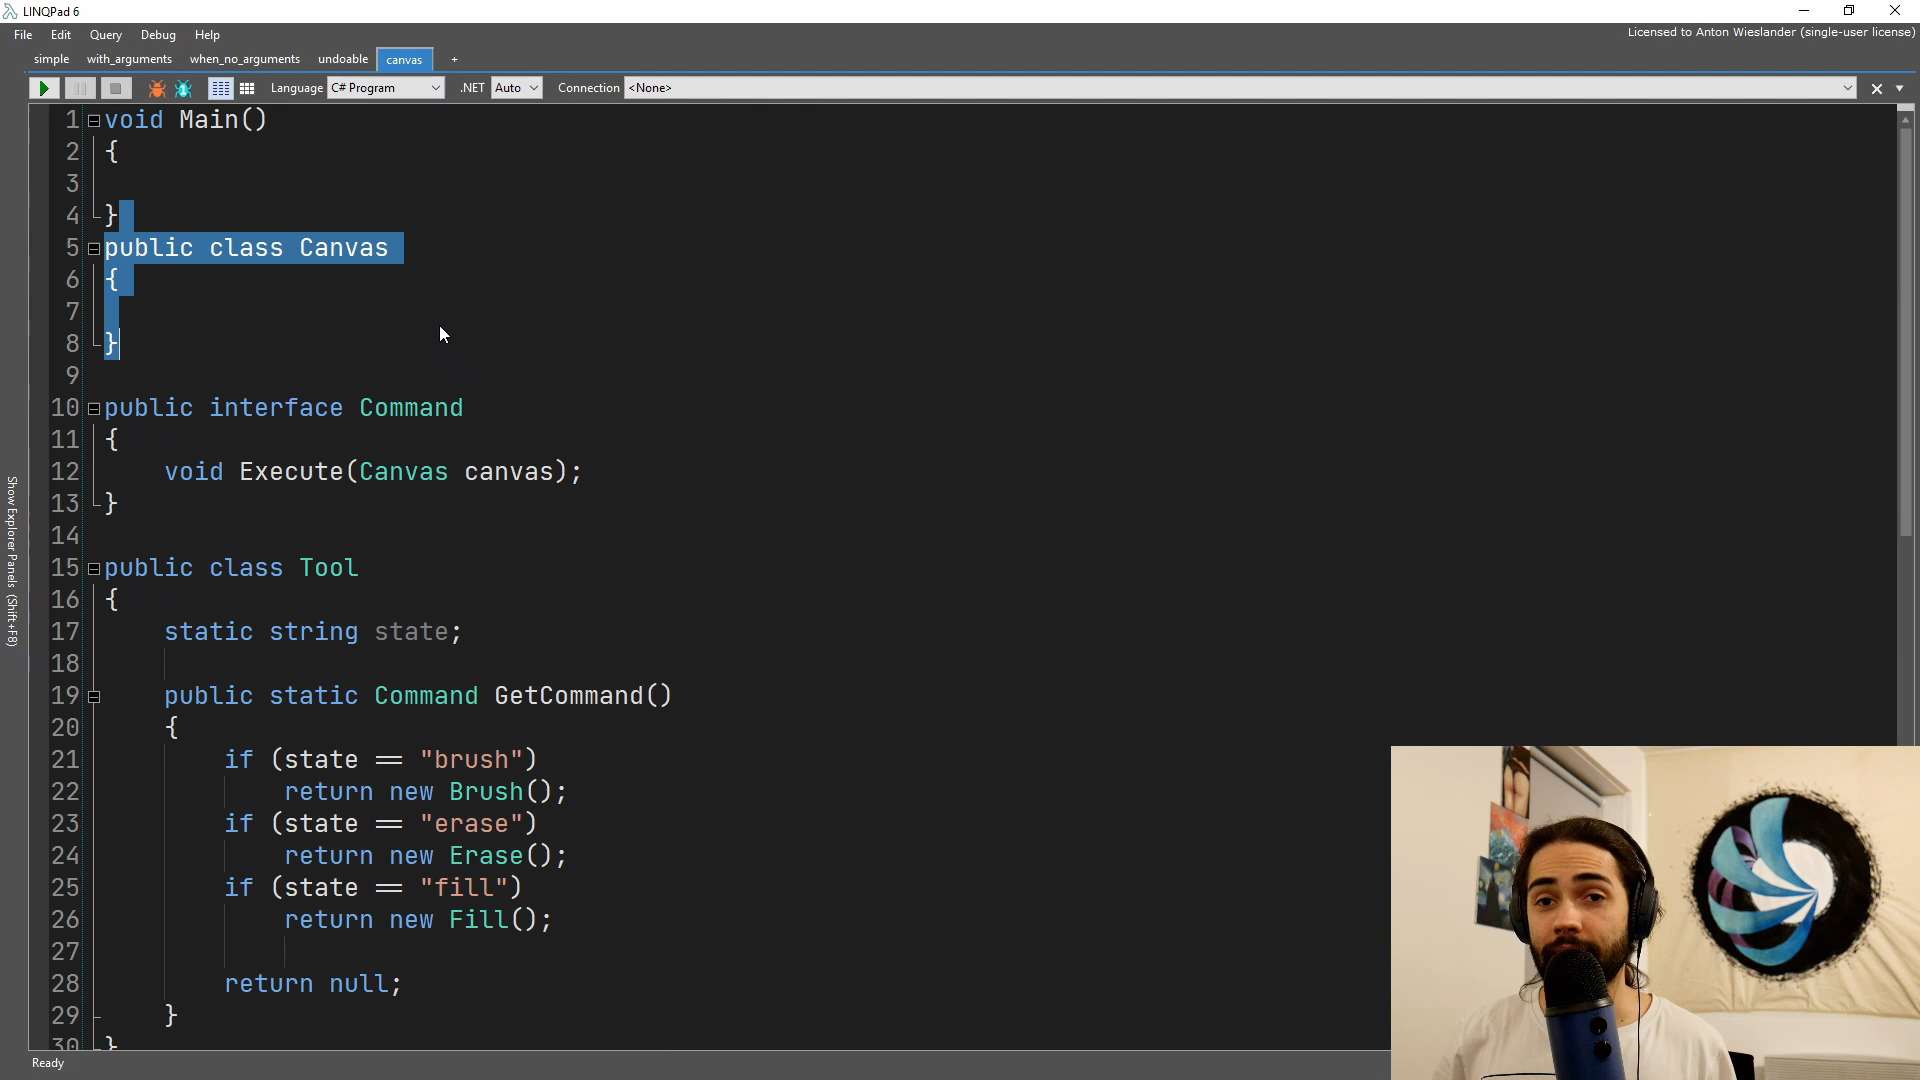 LINQPad 6
File Edit Query Debug Help
Licensed to Anton Wieslander (single-user license)
simple with_arguments when_no_arguments undoable canvas +
Language C# Program .NET Auto Connection <None>
1 void Main()
2 {
3
4 }
5 public class Canvas
6 {
7
8 }
9
10 public interface Command
11 {
12 void Execute(Canvas canvas);
13 }
14
15 public class Tool
16 {
17 static string state;
18
19 public static Command GetCommand()
20 {
21 if (state == "brush")
22 return new Brush();
23 if (state == "erase")
24 return new Erase();
25 if (state == "fill")
26 return new Fill();
27
28 return null;
29 }
30 }
Show Explorer Panels (Shift+F8)
Ready